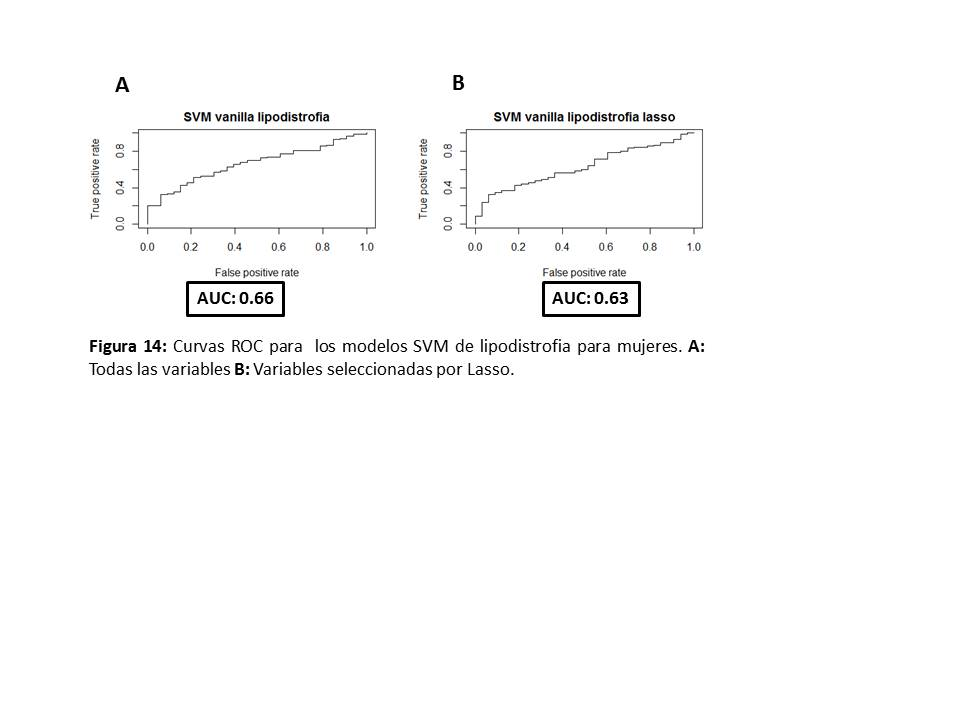 A
B
SVM vanilla lipodistrofia
SVM vanilla lipodistrofia lasso
True positive rate
0.0 0.4 0.8
0.0 0.2 0.4 0.6 0.8 1.0
False positive rate
True positive rate
0.0 0.4 0.8
0.0 0.2 0.4 0.6 0.8 1.0
False positive rate
AUC: 0.66
AUC: 0.63
Figura 14: Curvas ROC para los modelos SVM de lipodistrofia para mujeres. A:
Todas las variables B: Variables seleccionadas por Lasso.